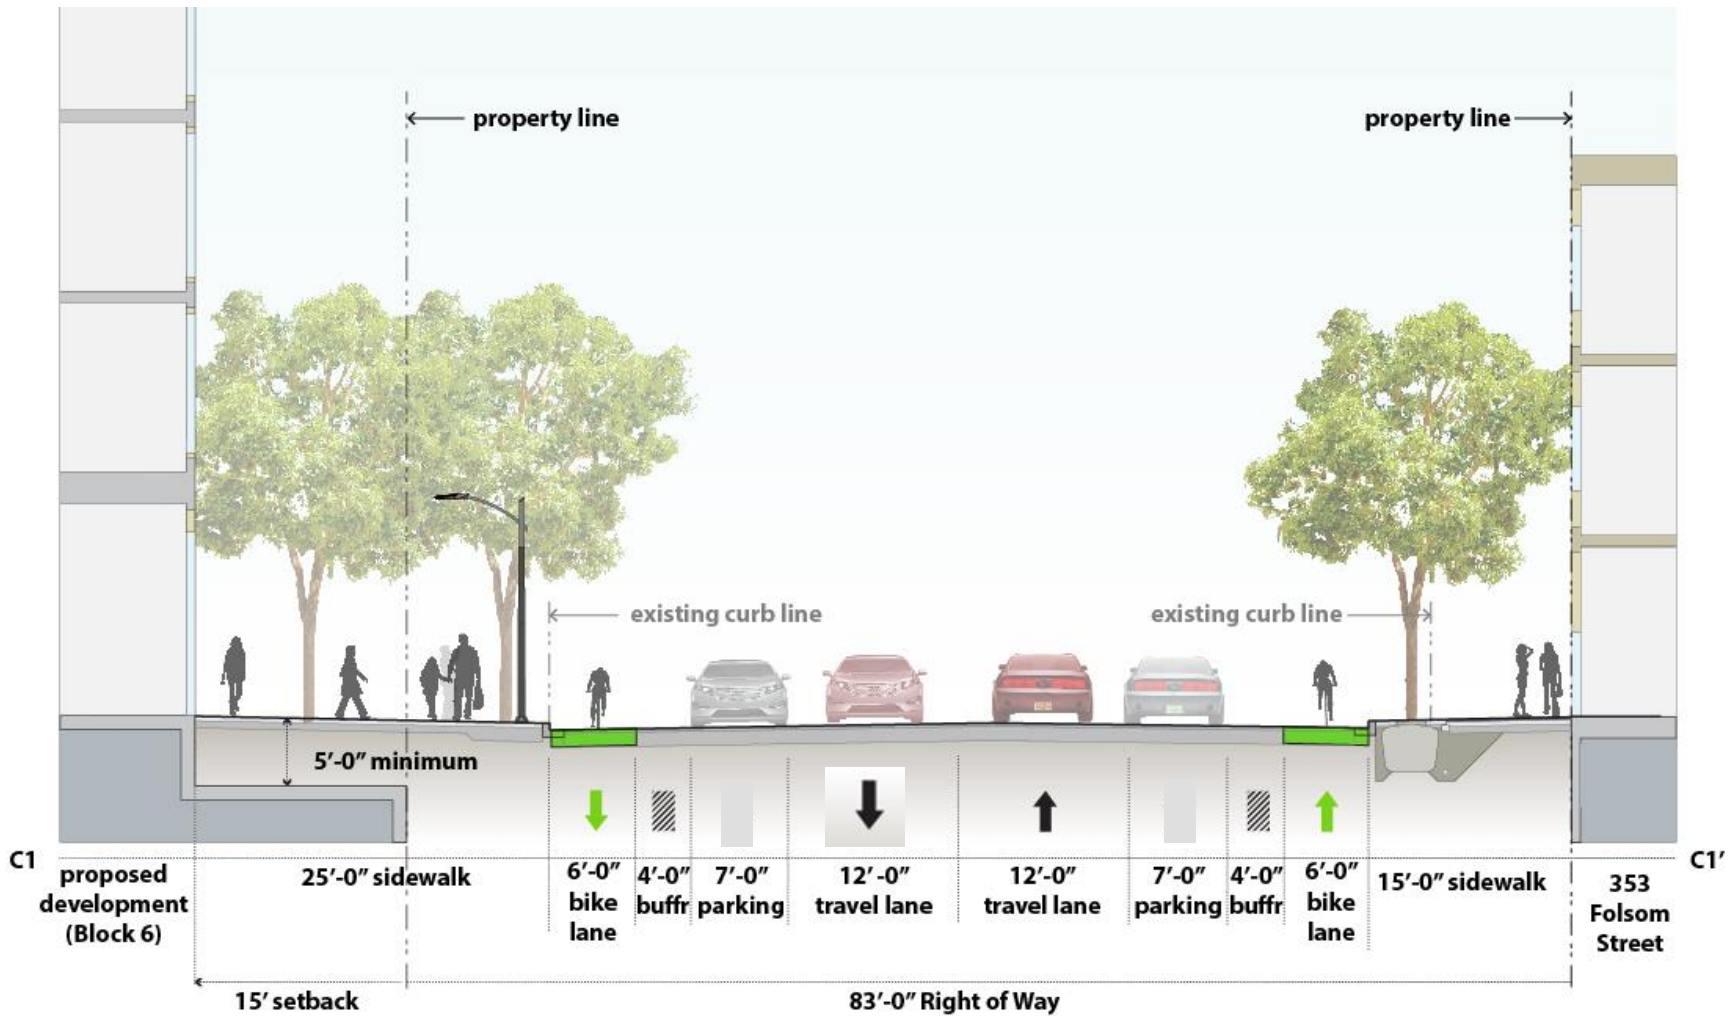 property line
property line
existing curb line
existing curb line
5’-0” minimum
C1
C1’
proposed
development
(Block 6)
25’-0” sidewalk
6’-0”
bike
lane
4’-0”
buffr
7’-0”
parking
12’ -0”
travel lane
12’-0”
travel lane
7’-0”
parking
4’-0”
buffr
6’-0”
bike
lane
15’-0” sidewalk
353
Folsom
Street
15’ setback
83’-0” Right of Way